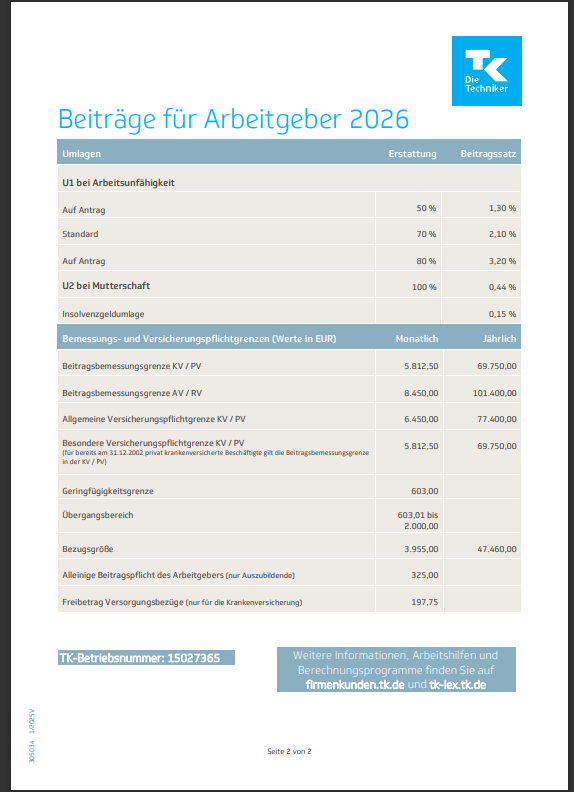 TK
Die
Techniker
Beiträge für Arbeitgeber 2026
Umlagen Erstattung Beitragssatz
U1 bei Arbeitsunfähigkeit
Auf Antrag 50 % 1,30 %
Standard 70 % 2,10 %
Auf Antrag 80 % 3,20 %
U2 bei Mutterschaft 100 % 0,44 %
Insolvenzgeldumlage 0,15 %
Bemessungs- und Versicherungspflichtgrenzen (Werte in EUR) Monatlich Jährlich
Beitragsbemessungsgrenze KV / PV 5.812,50 69.750,00
Beitragsbemessungsgrenze AV / RV 8.450,00 101.400,00
Allgemeine Versicherungspflichtgrenze KV / PV 6.450,00 77.400,00
Besondere Versicherungspflichtgrenze KV / PV 5.812,50 69.750,00
(für bereits am 31.12.2002 privat krankenversicherte Beschäftigte gilt die Beitragsbemessungsgrenze
in der KV / PV)
Geringfügigkeitsgrenze 603,00
Übergangsbereich 603,01 bis
2.000,00
Bezugsgröße 3.955,00 47.460,00
Alleinige Beitragspflicht des Arbeitgebers (nur Auszubildende) 325,00
Freibetrag Versorgungsbezüge (nur für die Krankenversicherung) 197,75
TK-Betriebsnummer: 15027365
Weitere Informationen, Arbeitshilfen und
Berechnungsprogramme finden Sie auf
firmenkunden.tk.de und tk-lex.tk.de
305034 1/2025V
Seite 2 von 2